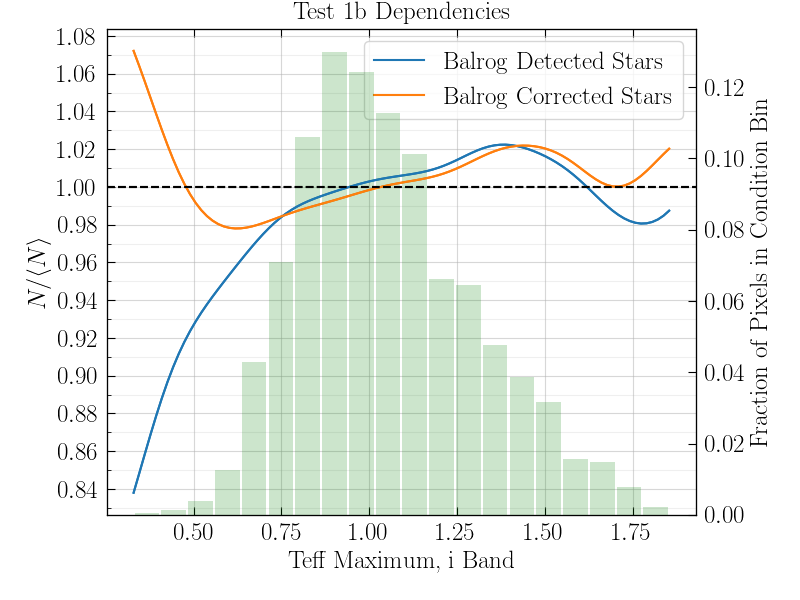 Test 1b Dependencies
Balrog Detected Stars
Balrog Corrected Stars
1.08
1.06
1.04
1.02
1.00
0.98
0.96
0.94
0.92
0.90
0.88
0.86
0.84
N/⟨N⟩
0.12
0.10
0.08
0.06
0.04
0.02
0.00
Fraction of Pixels in Condition Bin
0.50 0.75 1.00 1.25 1.50 1.75
Teff Maximum, i Band